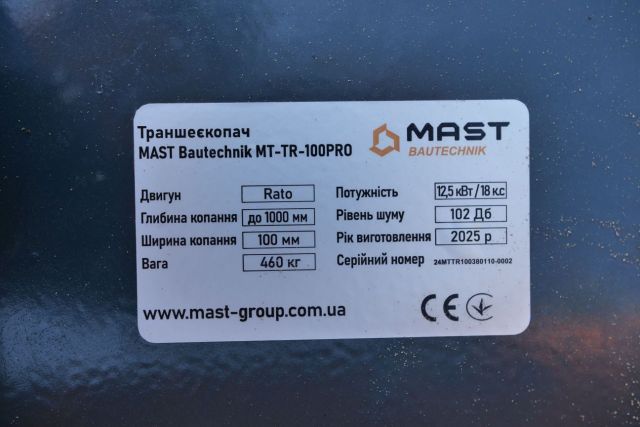 Траншеєкопач
MAST Bautechnik MT-TR-100PRO
MAST
BAUTECHNIK
Двигун Rato
Глибина копання до 1000 мм
Ширина копання 100 мм
Вага 460 кг
Потужність 12,5 кВт/18 к.с
Рівень шуму 102 Дб
Рік виготовлення 2025 р
Серійний номер 24MTTR100380110-0002
www.mast-group.com.ua
CE